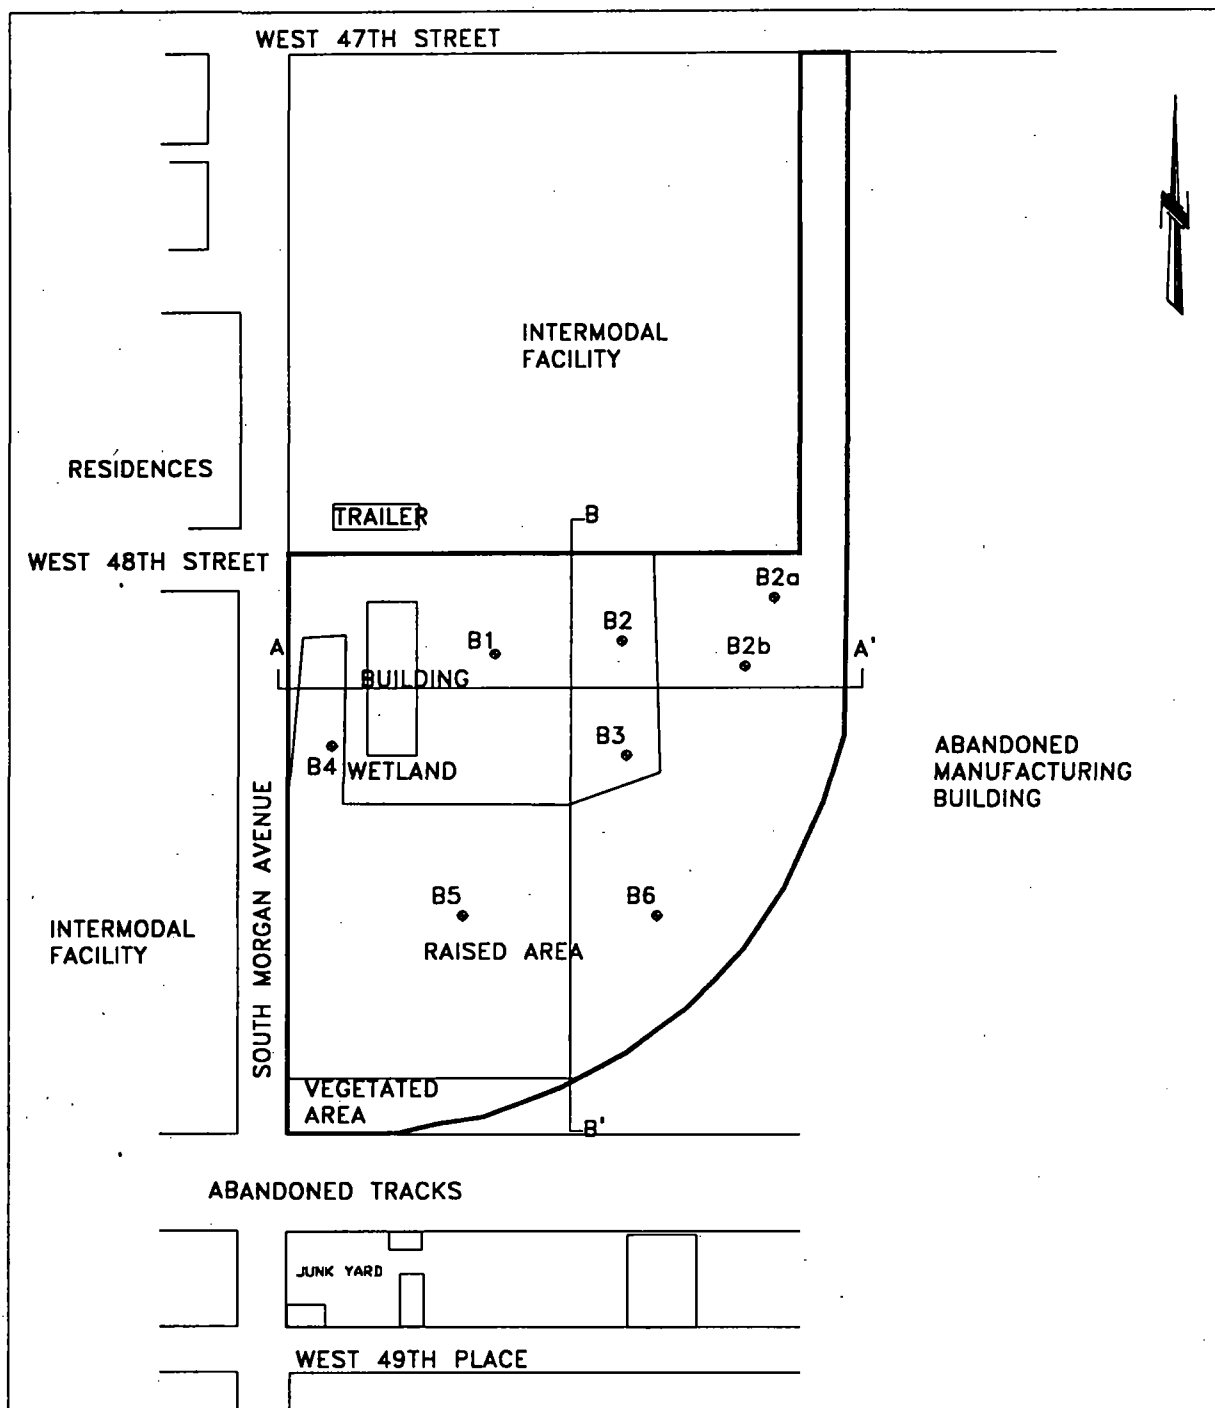 WEST 47TH STREET
N
INTERMODAL
FACILITY
RESIDENCES
TRAILER
B
WEST 48TH STREET
B2a
B2
B1
B2b
A
A'
BUILDING
B3
B4
WETLAND
ABANDONED
MANUFACTURING
BUILDING
SOUTH MORGAN AVENUE
B5
B6
INTERMODAL
FACILITY
RAISED AREA
VEGETATED
AREA
B'
ABANDONED TRACKS
JUNK YARD
WEST 49TH PLACE